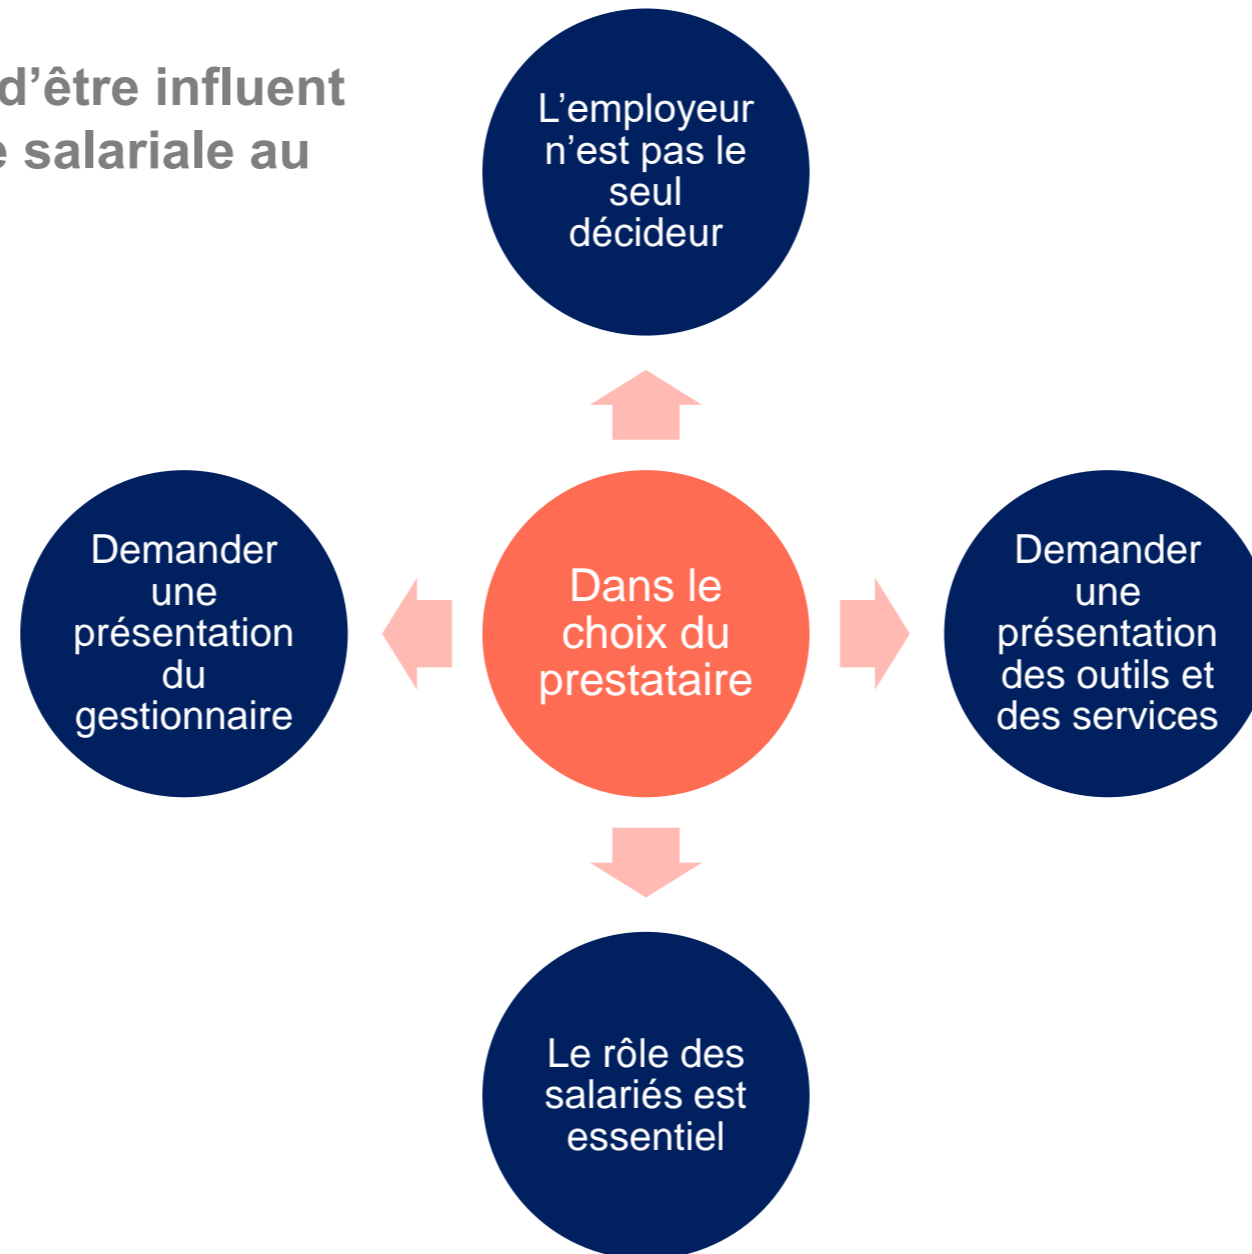 d’être influent
e salariale au
L’employeur
n’est pas le
seul
décideur
Demander
une
présentation
du
gestionnaire
Dans le
choix du
prestataire
Demander
une
présentation
des outils et
des services
Le rôle des
salariés est
essentiel